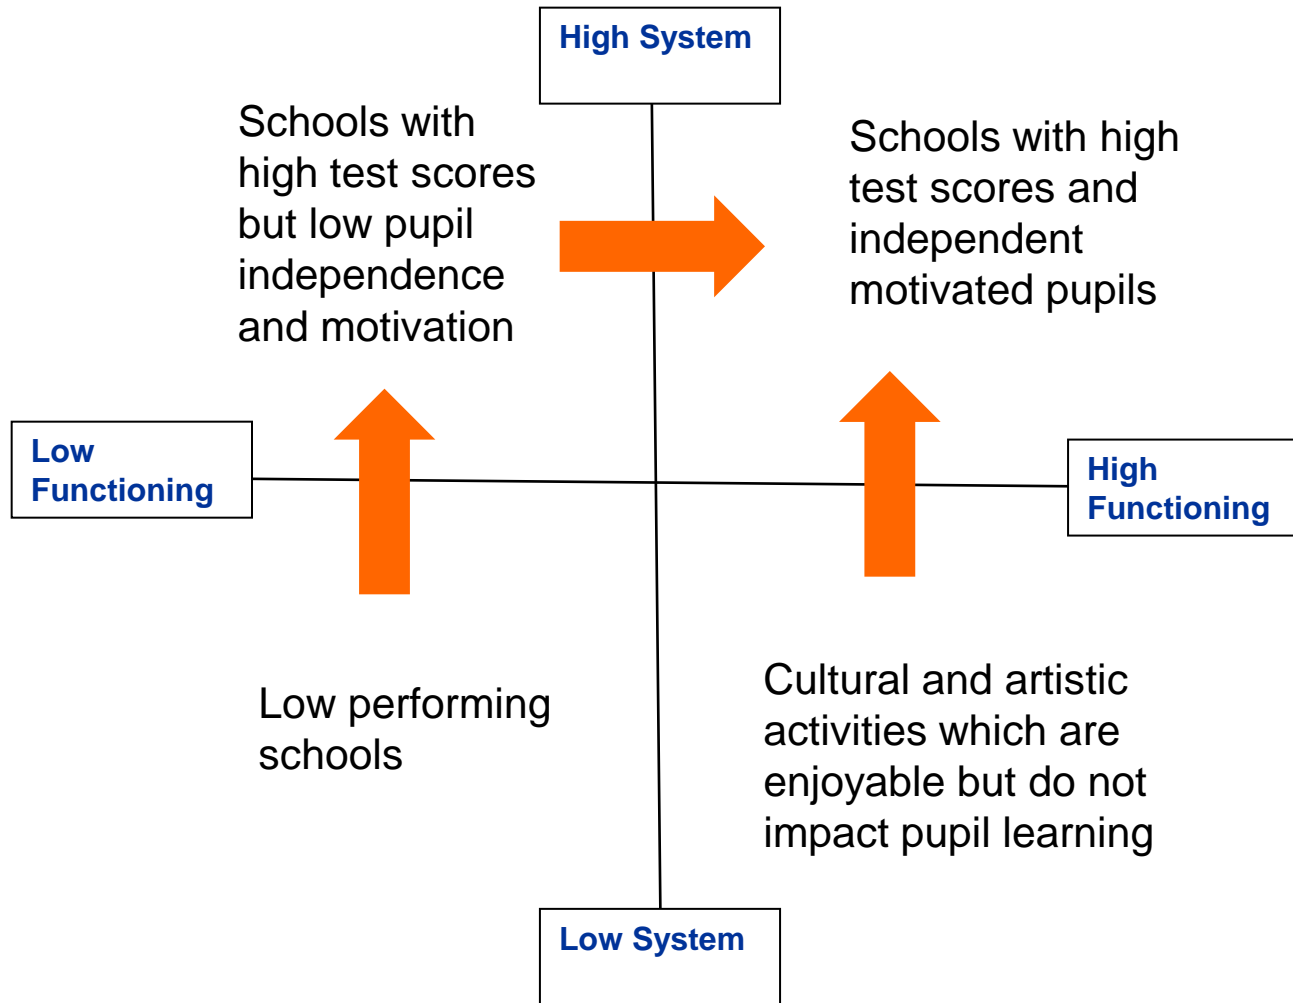 High System
Schools with
high test scores
but low pupil
independence
and motivation
Schools with high
test scores and
independent
motivated pupils
Low
Functioning
High
Functioning
Low performing
schools
Cultural and artistic
activities which are
enjoyable but do not
impact pupil learning
Low System